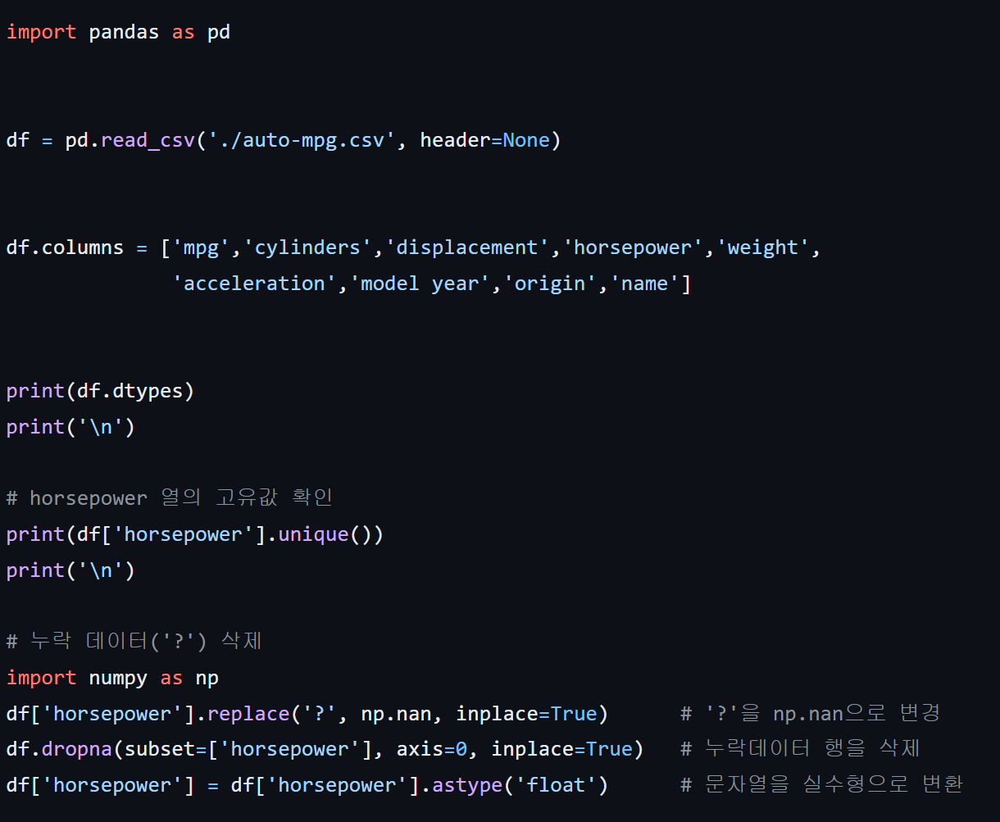 import pandas as pd
df = pd.read_csv('./auto-mpg.csv', header=None)
df.columns = ['mpg','cylinders','displacement','horsepower','weight',
'acceleration','model year','origin','name']
print(df.dtypes)
print('\n')
# horsepower 열의 고유값 확인
print(df['horsepower'].unique())
print('\n')
# 누락 데이터('?') 삭제
import numpy as np
df['horsepower'].replace('?', np.nan, inplace=True) # '?'을 np.nan으로 변경
df.dropna(subset=['horsepower'], axis=0, inplace=True) # 누락데이터 행을 삭제
df['horsepower'] = df['horsepower'].astype('float') # 문자열을 실수형으로 변환